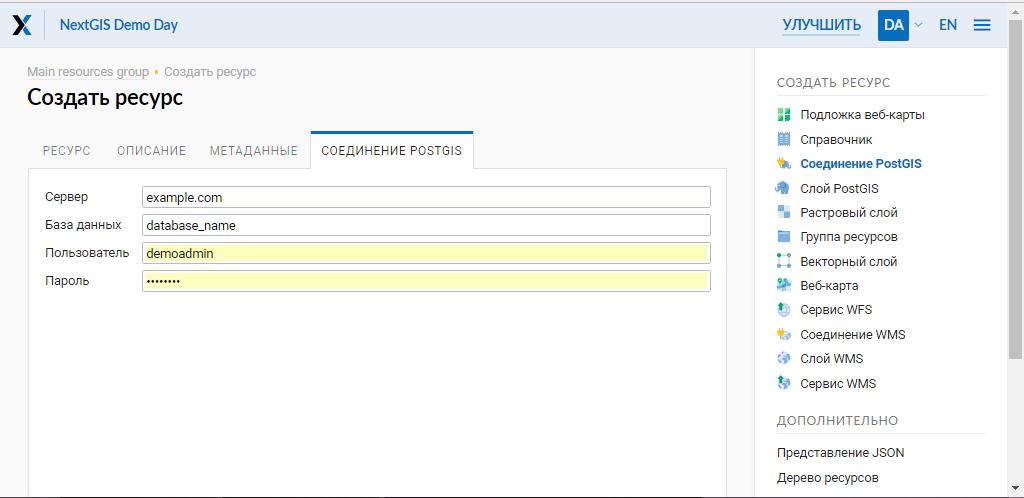 NextGIS Demo Day
УЛУЧШИТЬ
DA
EN
Main resources group • Создать ресурс
Создать ресурс
РЕСУРС
ОПИСАНИЕ
МЕТАДАННЫЕ
СОЕДИНЕНИЕ POSTGIS
Сервер
example.com
База данных
database_name
Пользователь
demoadmin
Пароль
••••••••
СОЗДАТЬ РЕСУРС
Подложка веб-карты
Справочник
Соединение PostGIS
Слой PostGIS
Растровый слой
Группа ресурсов
Векторный слой
Веб-карта
Сервис WFS
Соединение WMS
Слой WMS
Сервис WMS
ДОПОЛНИТЕЛЬНО
Представление JSON
Дерево ресурсов